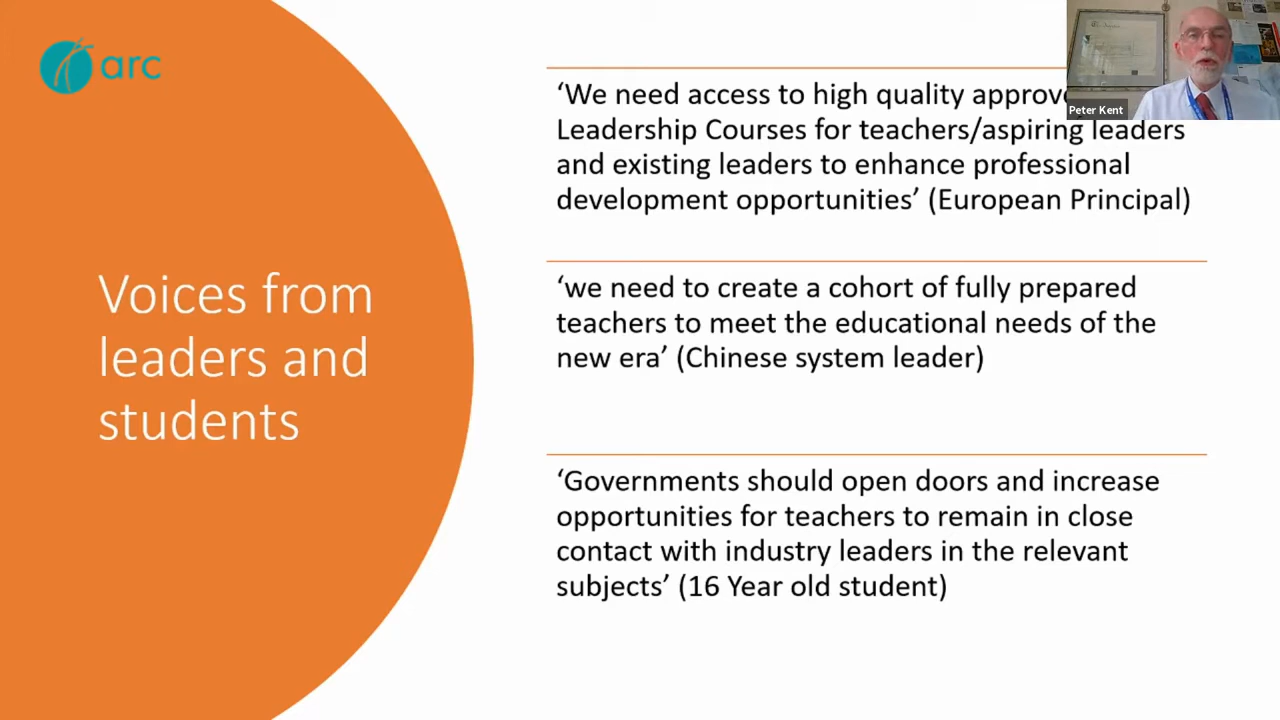 arc
Voices from
leaders and
students
‘We need access to high quality
Leadership Courses for teachers/aspiring leaders
and existing leaders to enhance professional
development opportunities’ (European Principal)
‘we need to create a cohort of fully prepared
teachers to meet the educational needs of the
new era’ (Chinese system leader)
‘Governments should open doors and increase
opportunities for teachers to remain in close
contact with industry leaders in the relevant
subjects’ (16 Year old student)
Peter Kent